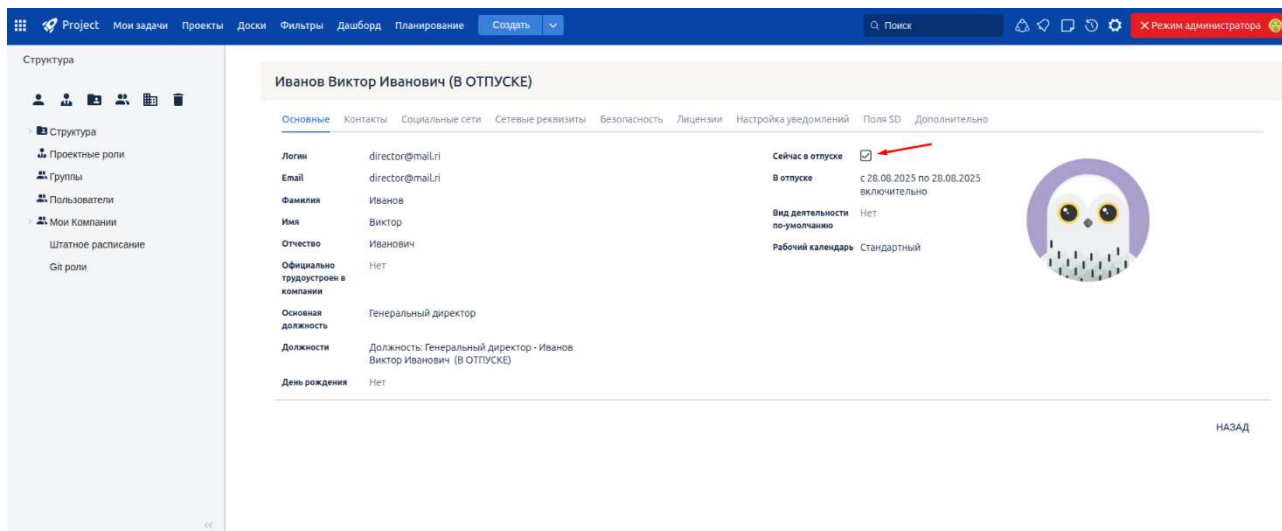 Project Мои задачи Проекты Доски Фильтры Дашборд Планирование Создать Поиск Режим администратора
Структура
Структура
Проектные роли
Группы
Пользователи
Мои Компании
Штатное расписание
Git роли
Иванов Виктор Иванович (В ОТПУСКЕ)
Основные Контакты Социальные сети Сетевые реквизиты Безопасность Лицензии Настройка уведомлений Поля SD Дополнительно
Логин director@mail.ri
Email director@mail.ri
Фамилия Иванов
Имя Виктор
Отчество Иванович
Официально
трудоустроен в
компании Нет
Основная
должность Генеральный директор
Должности Должность: Генеральный директор - Иванов
Виктор Иванович (В ОТПУСКЕ)
День рождения Нет
Сейчас в отпуске
В отпуске с 28.08.2025 по 28.08.2025
включительно
Вид деятельности
по-умолчанию Нет
Рабочий календарь Стандартный
НАЗАД